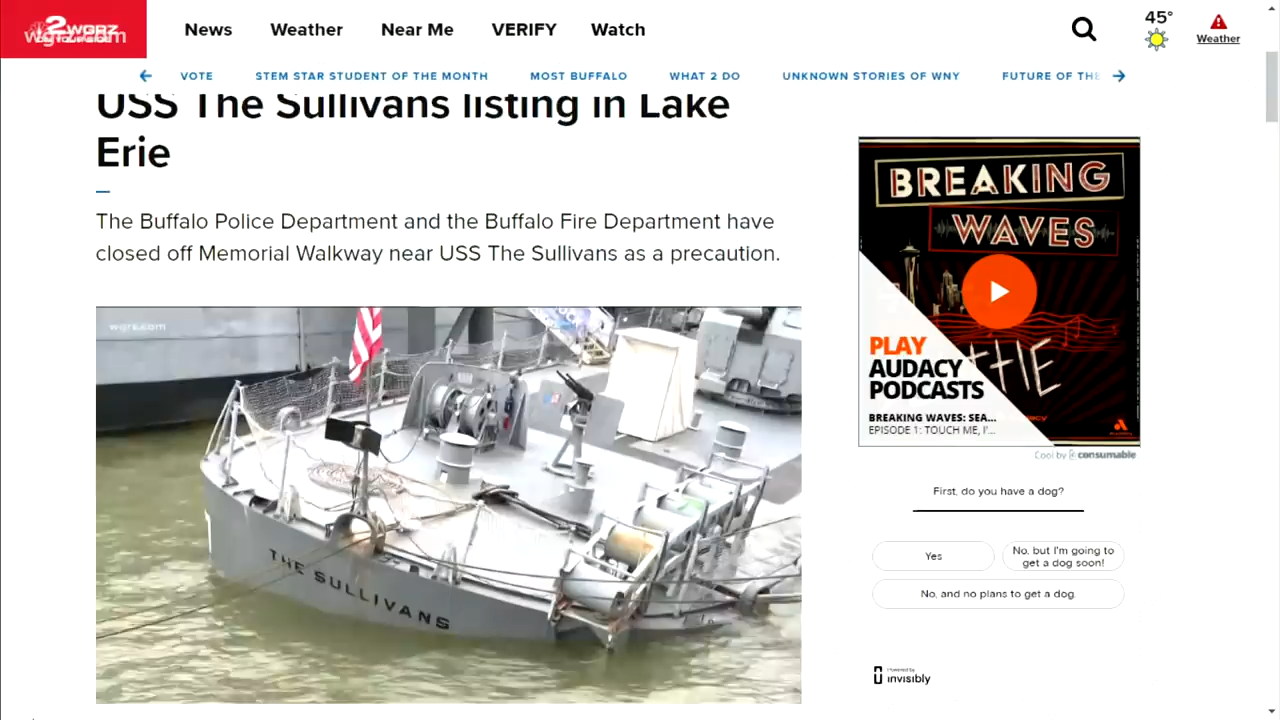 2 WGRZ
wgrz.com
News
Weather
Near Me
VERIFY
Watch
45°
Weather
VOTE
STEM STAR STUDENT OF THE MONTH
MOST BUFFALO
WHAT 2 DO
UNKNOWN STORIES OF WNY
FUTURE OF THE
USS The Sullivans listing in Lake
Erie
The Buffalo Police Department and the Buffalo Fire Department have
closed off Memorial Walkway near USS The Sullivans as a precaution.
wgrz.com
THE SULLIVANS
BREAKING
WAVES
THE
PLAY
AUDACY
PODCASTS
BREAKING WAVES: SEA...
EPISODE 1: TOUCH ME, I'...
Cool by consumable
First, do you have a dog?
Yes
No, but I'm going to
get a dog soon!
No, and no plans to get a dog.
Powered by
invisibly